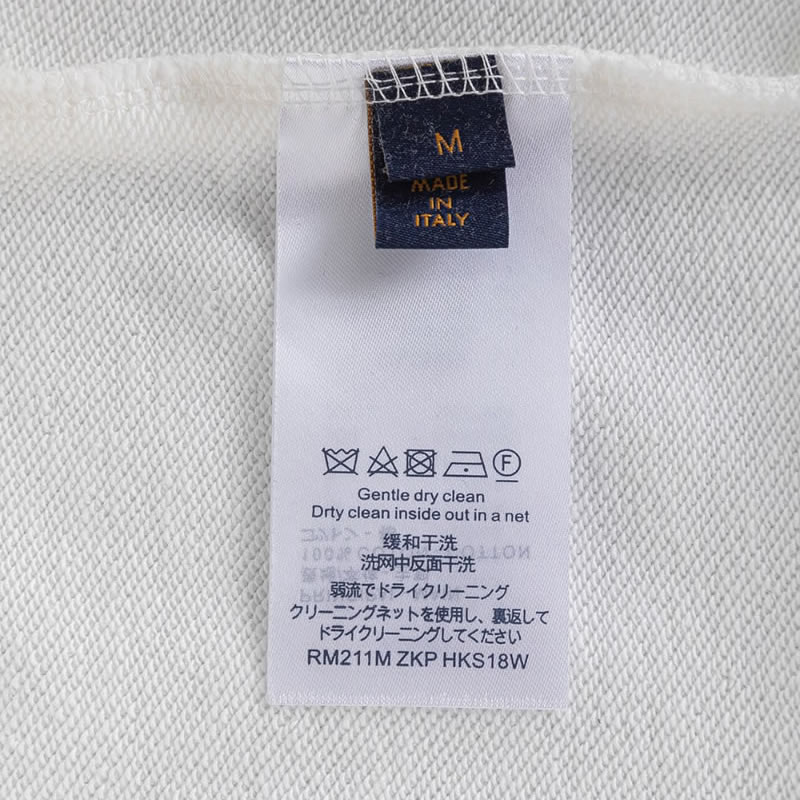 M
MADE
IN
ITALY
F
Gentle dry clean
Drty clean inside out in a net
缓和干洗
洗网中反面干洗
弱流でドライクリーニング
クリーニングネットを使用し、裏返して
ドライクリーニングしてください
RM211M ZKP HKS18W